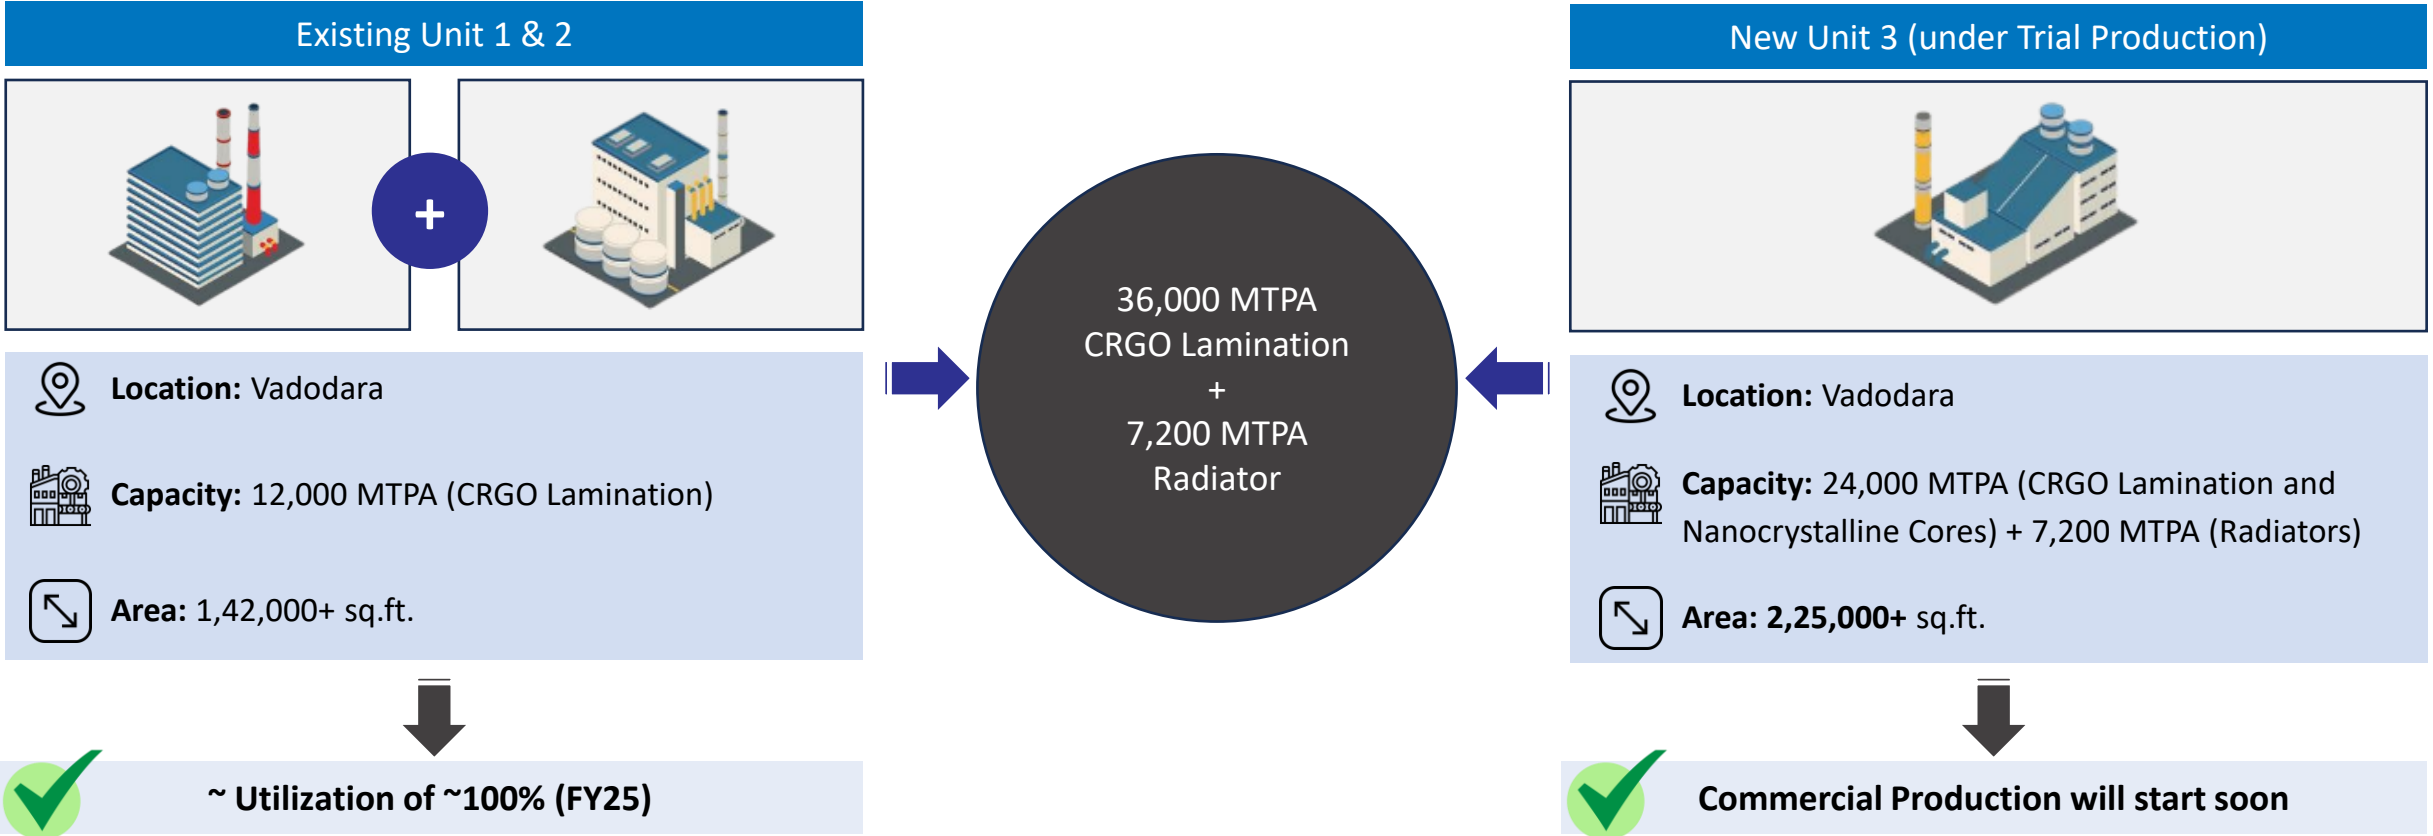 Existing Unit 1 & 2
+
Location: Vadodara
Capacity: 12,000 MTPA (CRGO Lamination)
Area: 1,42,000+ sq.ft.
~ Utilization of ~100% (FY25)
36,000 MTPA
CRGO Lamination
+
7,200 MTPA
Radiator
New Unit 3 (under Trial Production)
Location: Vadodara
Capacity: 24,000 MTPA (CRGO Lamination and
Nanocrystalline Cores) + 7,200 MTPA (Radiators)
Area: 2,25,000+ sq.ft.
Commercial Production will start soon